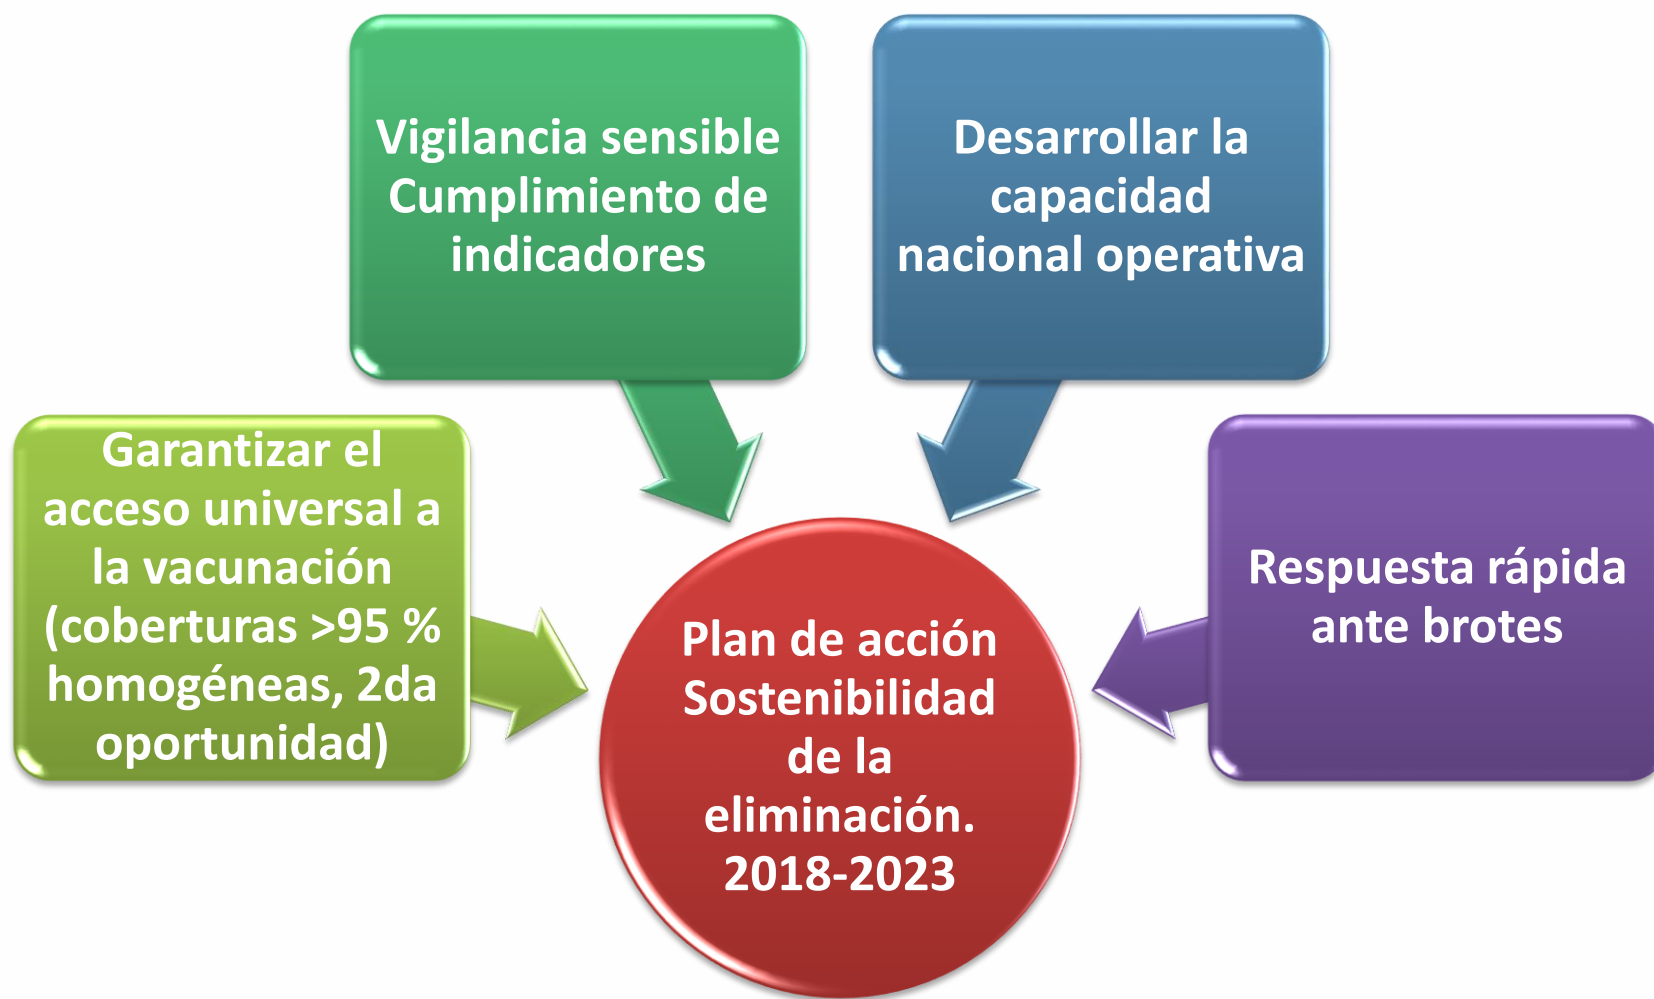 Vigilancia sensible
Cumplimiento de
indicadores
Desarrollar la
capacidad
nacional operativa
Garantizar el
acceso universal a
la vacunación
(coberturas >95 %
homogéneas, 2da
oportunidad)
Respuesta rápida
ante brotes
Plan de acción
Sostenibilidad
de la
eliminación.
2018-2023